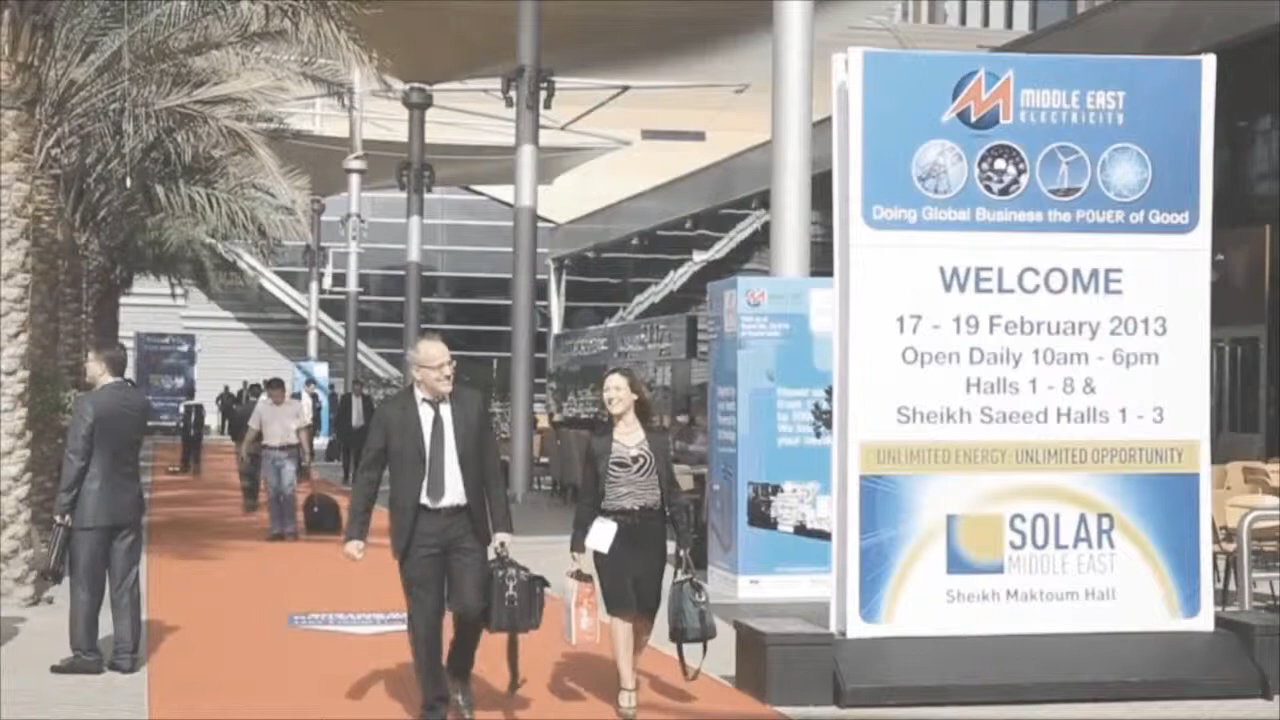 MIDDLE EAST
ELECTRICITY
Doing Global Business the POWER of Good
WELCOME
17 - 19 February 2013
Open Daily 10am - 6pm
Halls 1 - 8 &
Sheikh Saeed Halls 1 - 3
UNLIMITED ENERGY: UNLIMITED OPPORTUNITY
SOLAR
MIDDLE EAST
Sheikh Maktoum Hall